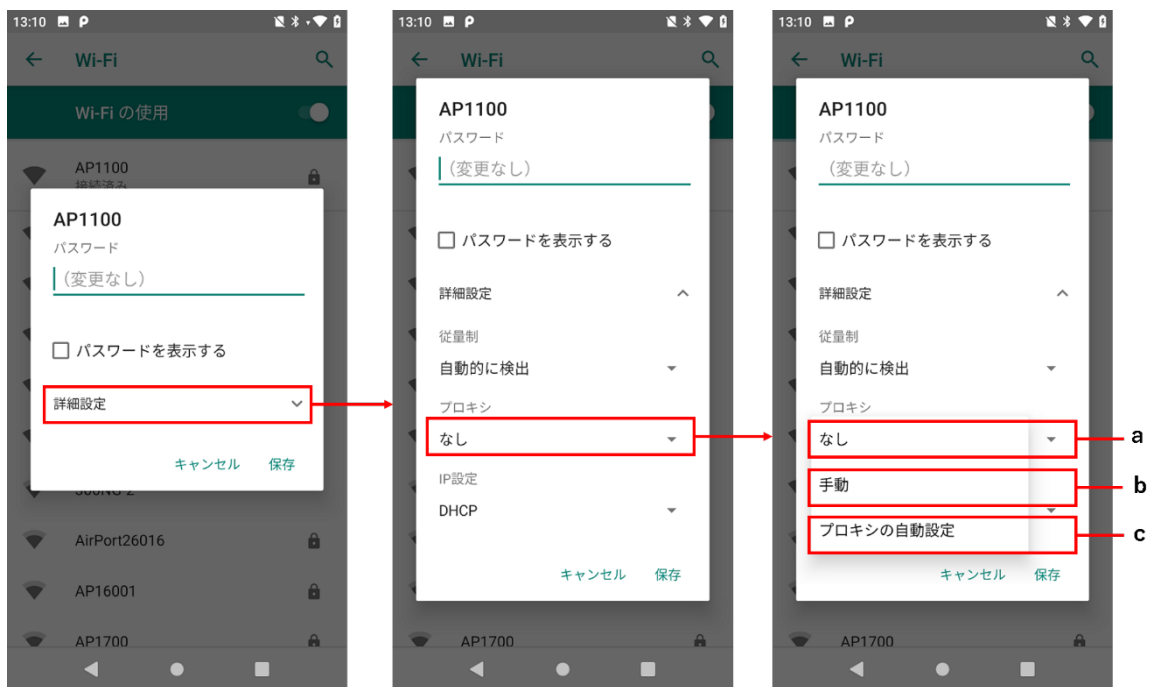 13:10
Wi-Fi
Wi-Fi の使用
AP1100
接続済み
AP1100
パスワード
(変更なし)
パスワードを表示する
詳細設定
キャンセル 保存
AirPort26016
AP16001
AP1700
13:10
Wi-Fi
AP1100
パスワード
(変更なし)
パスワードを表示する
詳細設定
従量制
自動的に検出
プロキシ
なし
IP設定
DHCP
キャンセル 保存
AP1700
13:10
Wi-Fi
AP1100
パスワード
(変更なし)
パスワードを表示する
詳細設定
従量制
自動的に検出
プロキシ
なし
手動
プロキシの自動設定
キャンセル 保存
AP1700
a
b
c